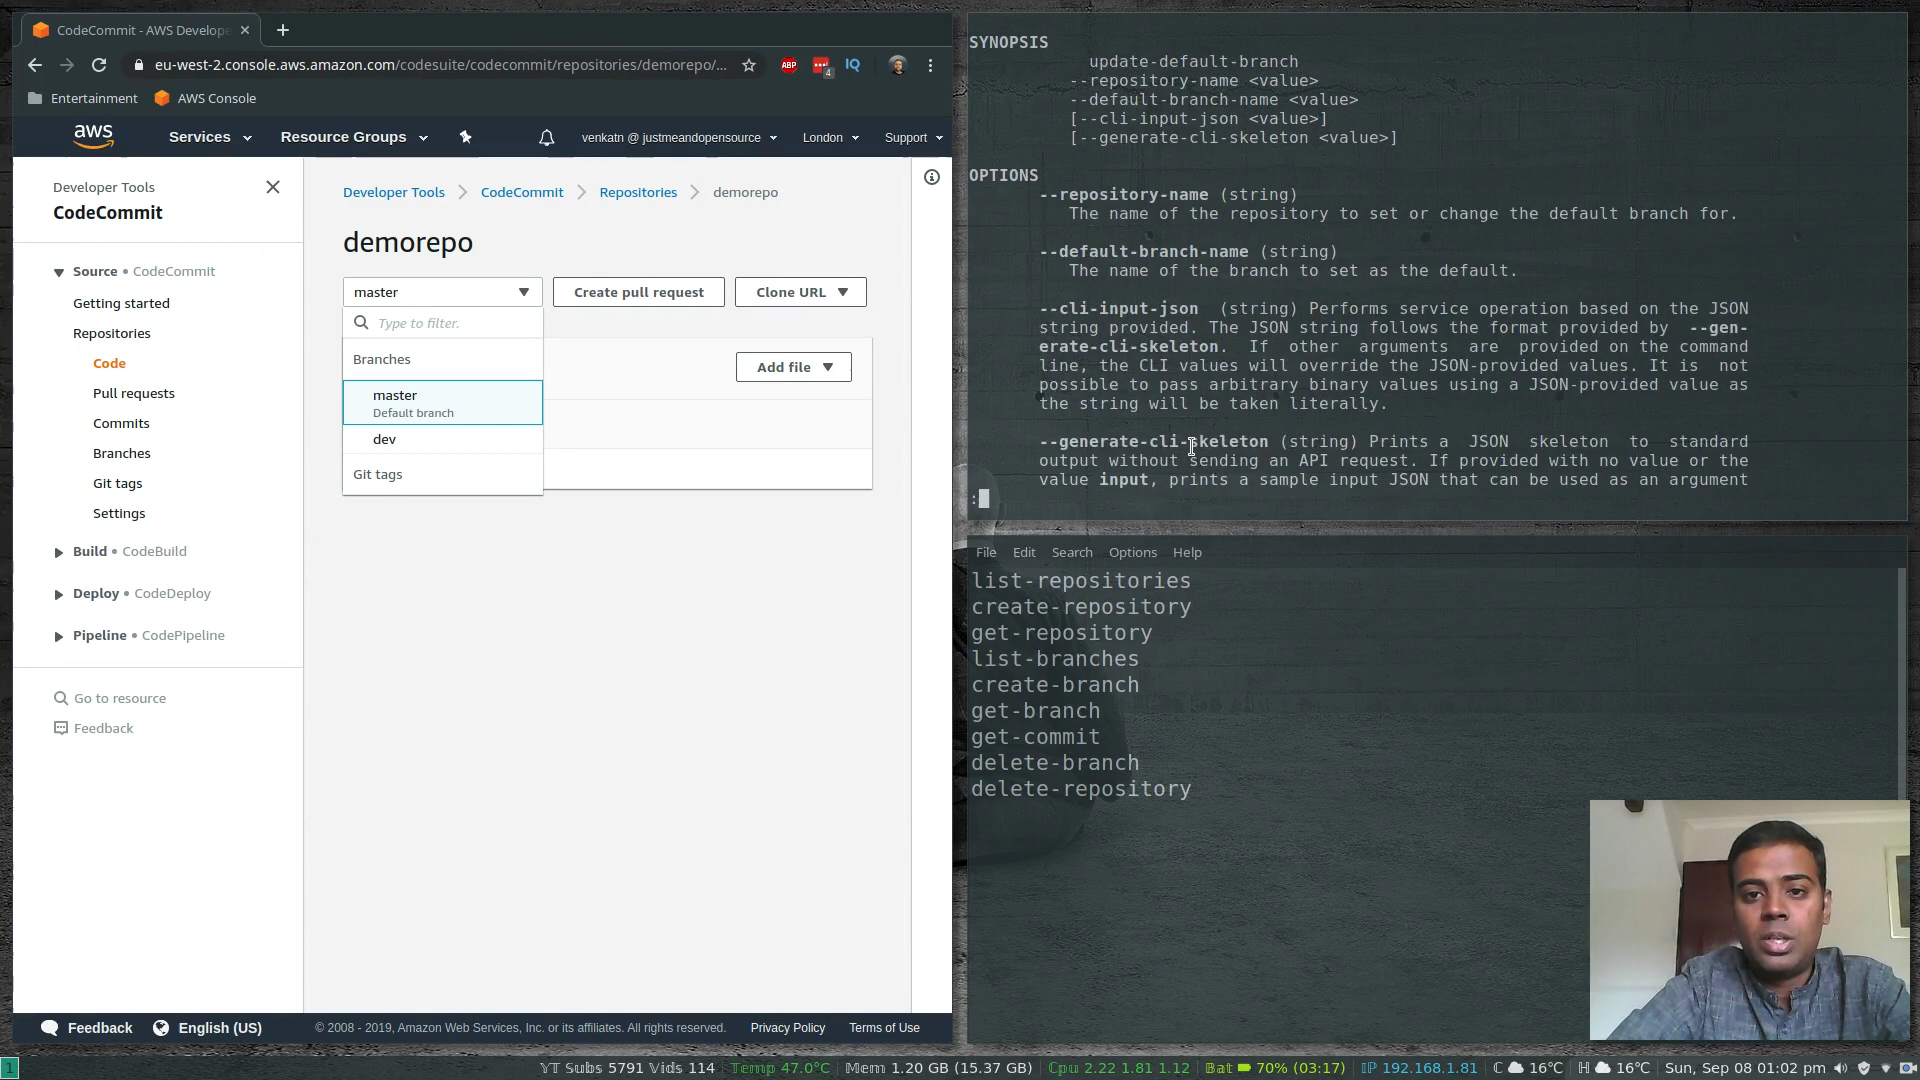 CodeCommit - AWS Develope
eu-west-2.console.aws.amazon.com/codesuite/codecommit/repositories/demorepo/...
ABP
4
IQ
Entertainment
AWS Console
aws
Services
Resource Groups
venkatn @ justmeandopensource
London
Support
Developer Tools
CodeCommit
Source • CodeCommit
Getting started
Repositories
Code
Pull requests
Commits
Branches
Git tags
Settings
Build • CodeBuild
Deploy • CodeDeploy
Pipeline • CodePipeline
Go to resource
Feedback
Developer Tools
CodeCommit
Repositories
demorepo
demorepo
master
Create pull request
Clone URL
Type to filter.
Branches
master
Default branch
dev
Git tags
Add file
Feedback
English (US)
© 2008 - 2019, Amazon Web Services, Inc. or its affiliates. All rights reserved.
Privacy Policy
Terms of Use
SYNOPSIS
update-default-branch
--repository-name <value>
--default-branch-name <value>
[--cli-input-json <value>]
[--generate-cli-skeleton <value>]
OPTIONS
--repository-name (string)
The name of the repository to set or change the default branch for.
--default-branch-name (string)
The name of the branch to set as the default.
--cli-input-json (string) Performs service operation based on the JSON
string provided. The JSON string follows the format provided by --gen-
erate-cli-skeleton. If other arguments are provided on the command
line, the CLI values will override the JSON-provided values. It is not
possible to pass arbitrary binary values using a JSON-provided value as
the string will be taken literally.
--generate-cli-skeleton (string) Prints a JSON skeleton to standard
output without sending an API request. If provided with no value or the
value input, prints a sample input JSON that can be used as an argument
:
File Edit Search Options Help
list-repositories
create-repository
get-repository
list-branches
create-branch
get-branch
get-commit
delete-branch
delete-repository
1
YT Subs 5791 Vids 114
Temp 47.0°C
Mem 1.20 GB (15.37 GB)
Cpu 2.22 1.81 1.12
Bat 70% (03:17)
IP 192.168.1.81
C 16°C
H 16°C
Sun, Sep 08 01:02 pm